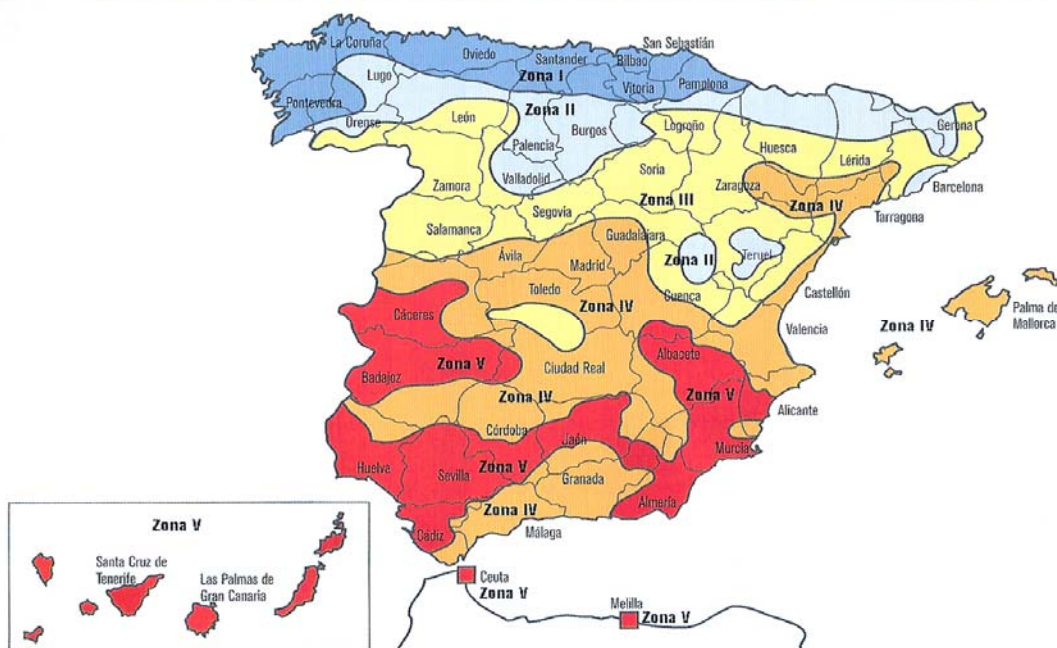 San Sebastián
La Coruña
Oviedo
Santander
Bilbao
Zona I
Lugo
Vitoria
Pamplona
Pontevedra
Zona II
Orense
León
Burgos
Logroño
Gerona
Palencia
Huesca
Lérida
Valladolid
Soria
Zamora
Zaragoza
Barcelona
Segovia
Zona III
Zona IV
Tarragona
Salamanca
Guadalajara
Ávila
Madrid
Zona II
Teruel
Toledo
Cuenca
Castellón
Zona IV
Palma de
Mallorca
Cáceres
Valencia
Zona IV
Albacete
Zona V
Ciudad Real
Badajoz
Zona V
Zona IV
Alicante
Córdoba
Jaén
Murcia
Huelva
Sevilla
Zona V
Granada
Almería
Zona IV
Cádiz
Málaga
Zona V
Santa Cruz de
Tenerife
Las Palmas de
Gran Canaria
Ceuta
Zona V
Melilla
Zona V